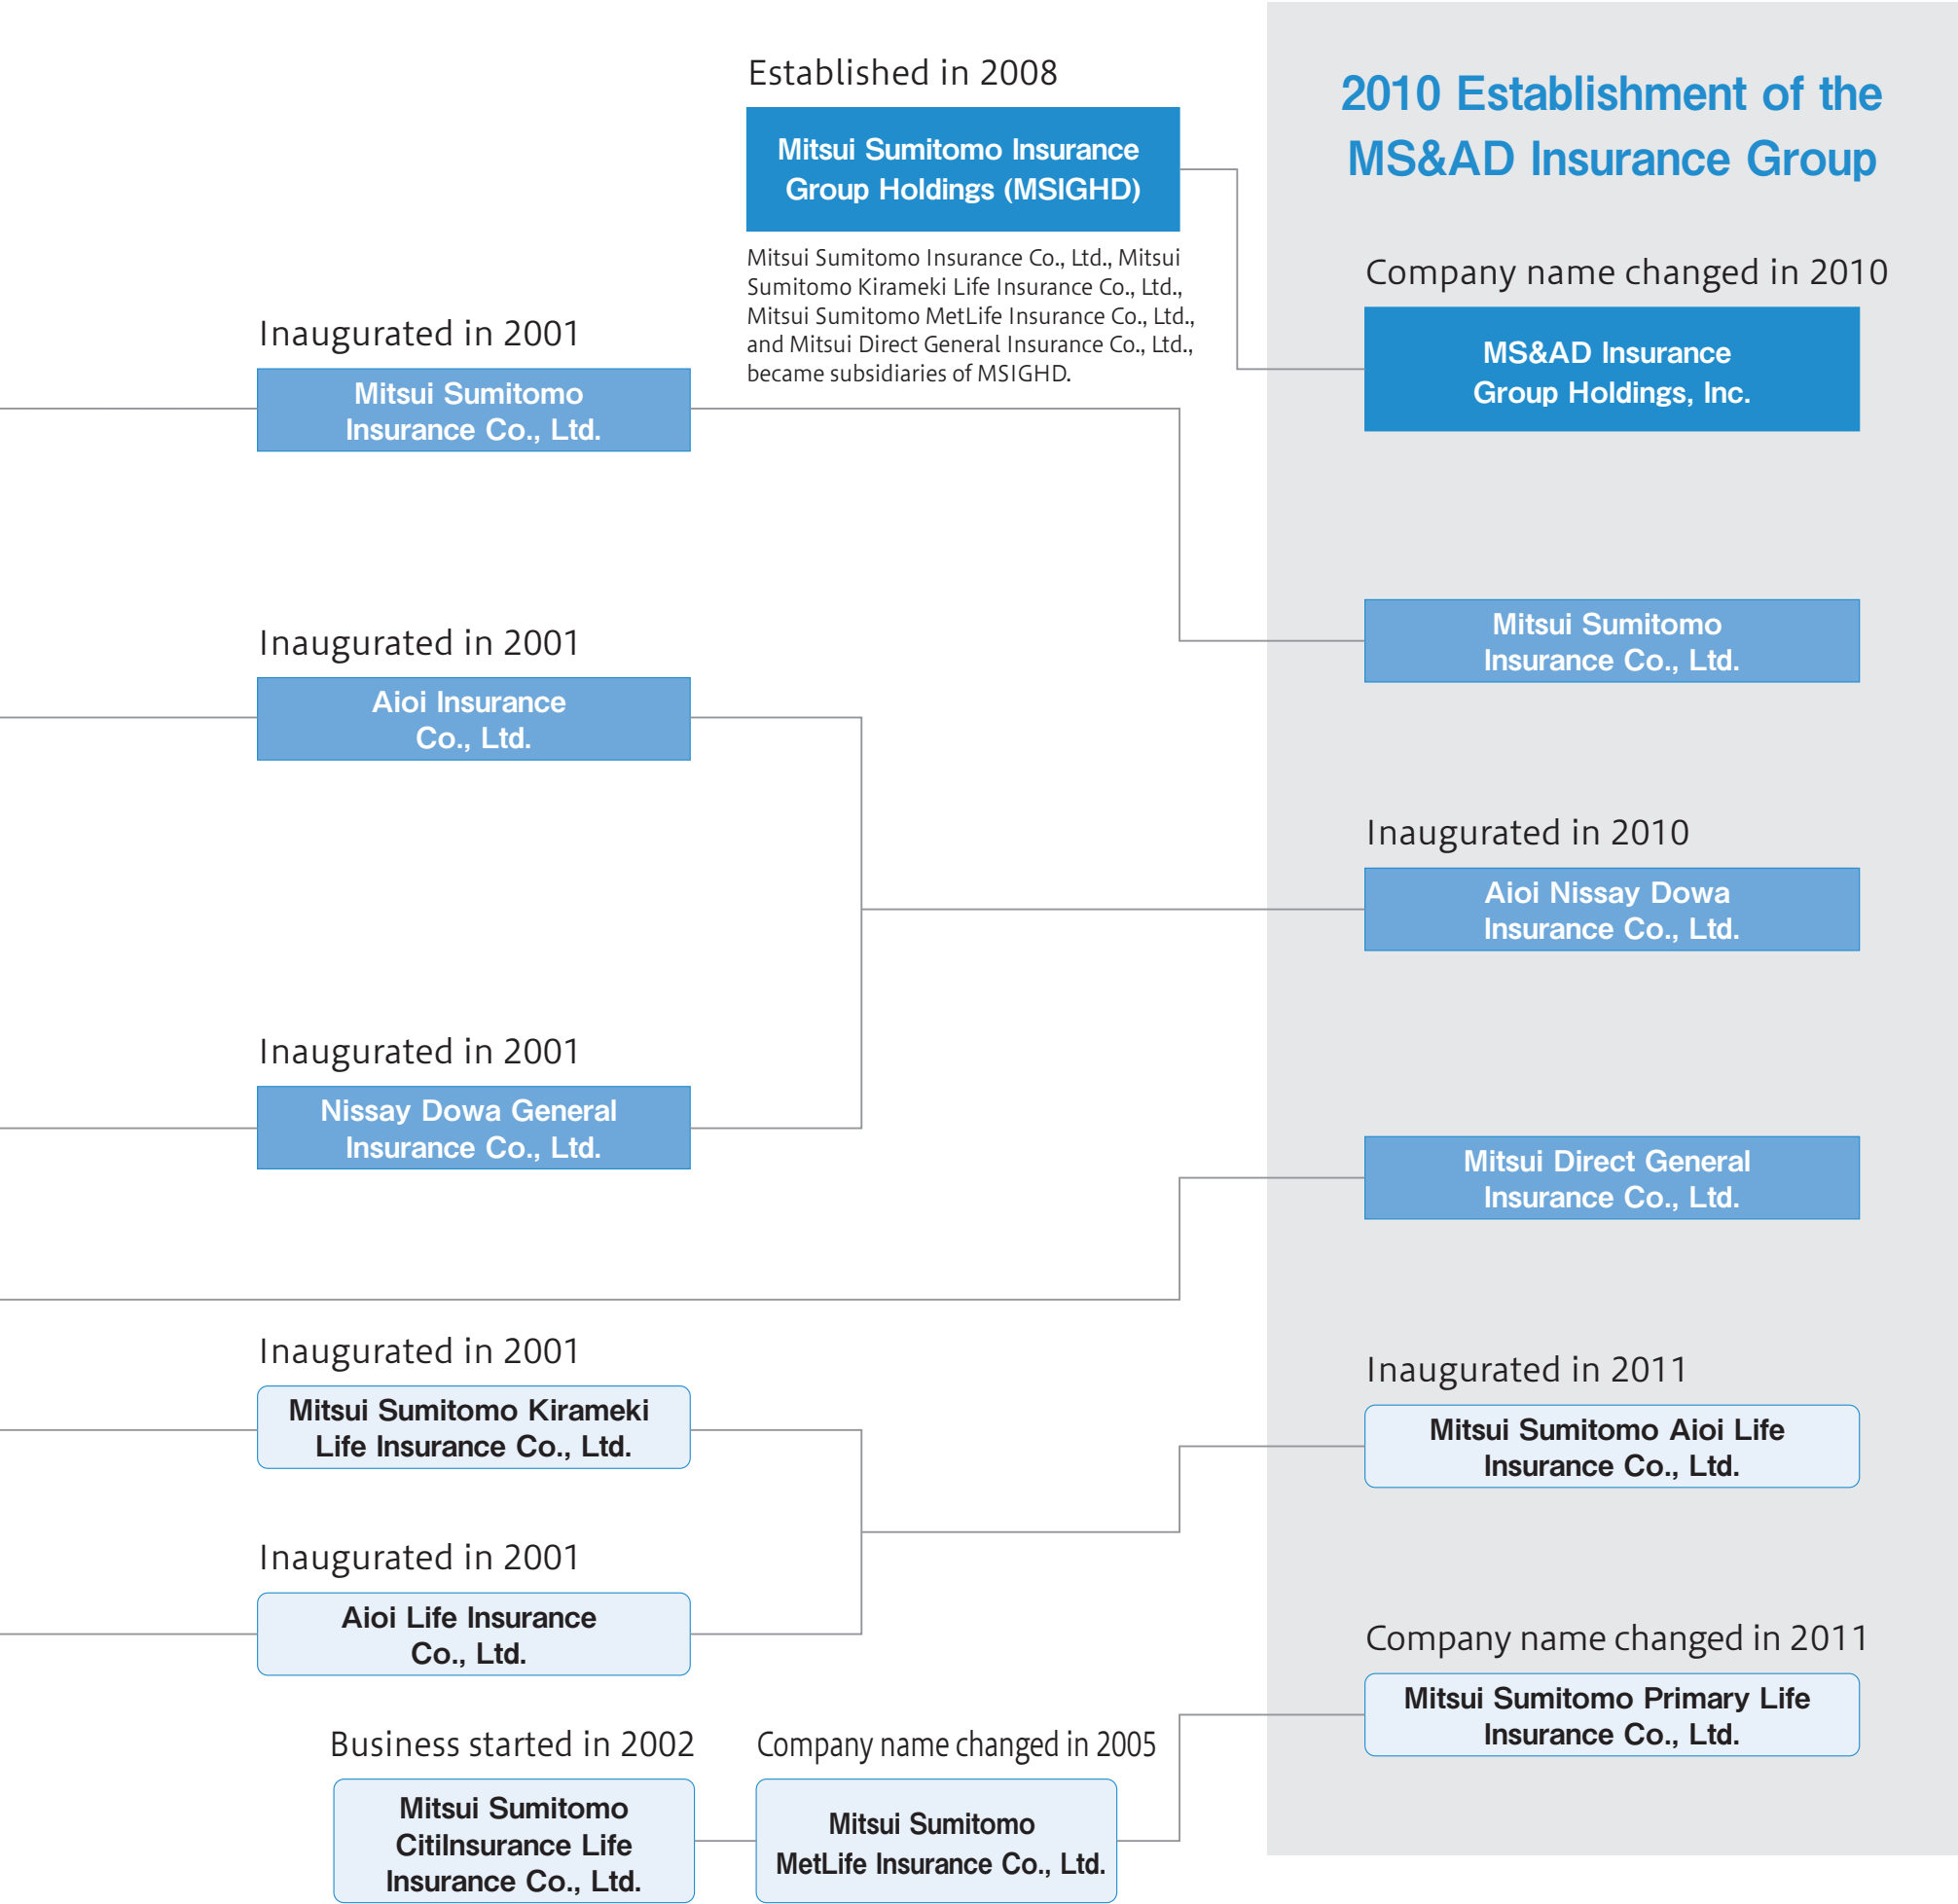 Established in 2008
Mitsui Sumitomo Insurance
Group Holdings (MSIGHD)
Mitsui Sumitomo Insurance Co., Ltd., Mitsui
Sumitomo Kirameki Life Insurance Co., Ltd.,
Mitsui Sumitomo MetLife Insurance Co., Ltd.,
and Mitsui Direct General Insurance Co., Ltd.,
became subsidiaries of MSIGHD.
2010 Establishment of the
MS&AD Insurance Group
Company name changed in 2010
MS&AD Insurance
Group Holdings, Inc.
Inaugurated in 2001
Mitsui Sumitomo
Insurance Co., Ltd.
Mitsui Sumitomo
Insurance Co., Ltd.
Inaugurated in 2001
Aioi Insurance
Co., Ltd.
Inaugurated in 2010
Aioi Nissay Dowa
Insurance Co., Ltd.
Inaugurated in 2001
Nissay Dowa General
Insurance Co., Ltd.
Mitsui Direct General
Insurance Co., Ltd.
Inaugurated in 2001
Mitsui Sumitomo Kirameki
Life Insurance Co., Ltd.
Inaugurated in 2011
Mitsui Sumitomo Aioi Life
Insurance Co., Ltd.
Inaugurated in 2001
Aioi Life Insurance
Co., Ltd.
Company name changed in 2011
Mitsui Sumitomo Primary Life
Insurance Co., Ltd.
Business started in 2002
Mitsui Sumitomo
CitiInsurance Life
Insurance Co., Ltd.
Company name changed in 2005
Mitsui Sumitomo
MetLife Insurance Co., Ltd.